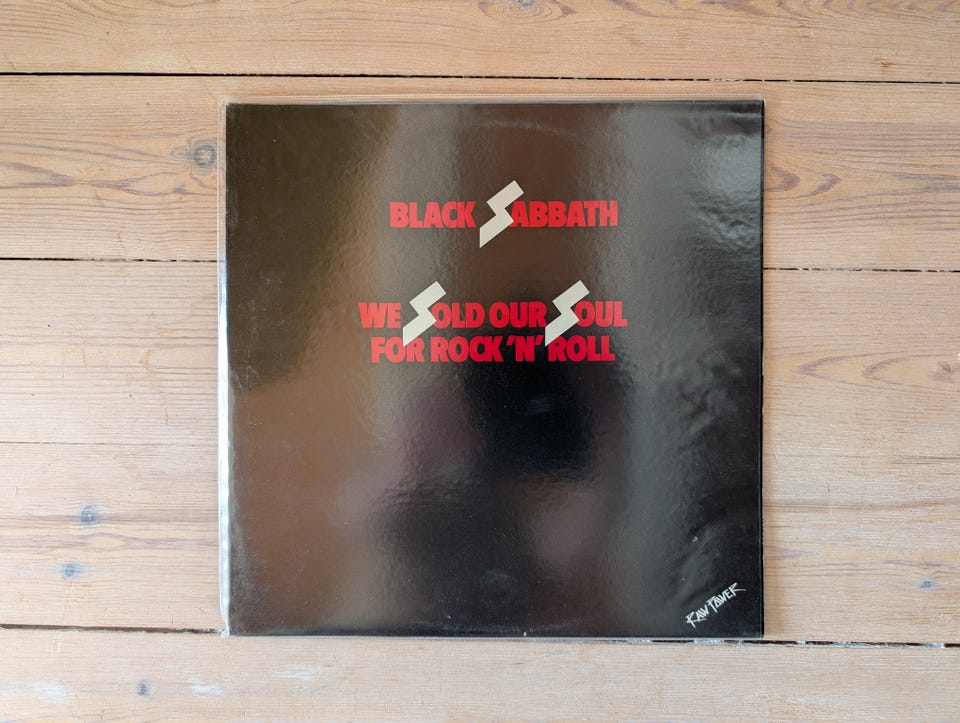 BLACK SABBATH
WE SOLD OUR SOUL
FOR ROCK 'N' ROLL
RAW POWER